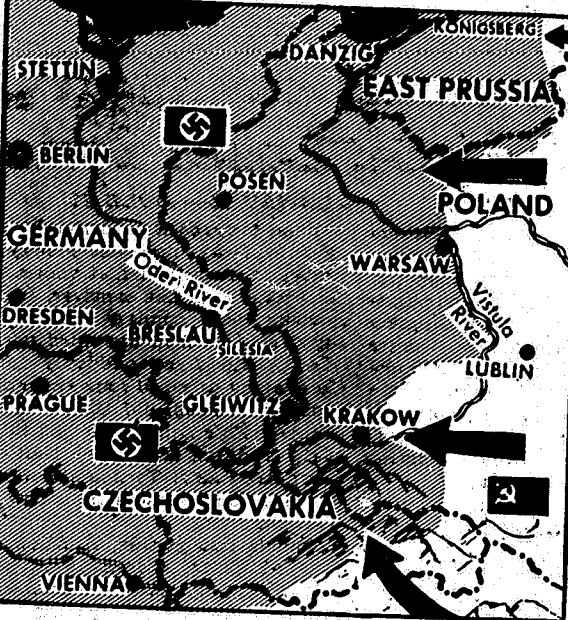 KÖNIGSBERG
DANZIG
STETTIN
EAST PRUSSIA
BERLIN
POSEN
POLAND
GERMANY
WARSAW
Oder River
Vistula
River
DRESDEN
BRESLAU
SILESIA
LUBLIN
PRAGUE
GLEIWITZ
KRAKOW
CZECHOSLOVAKIA
VIENNA